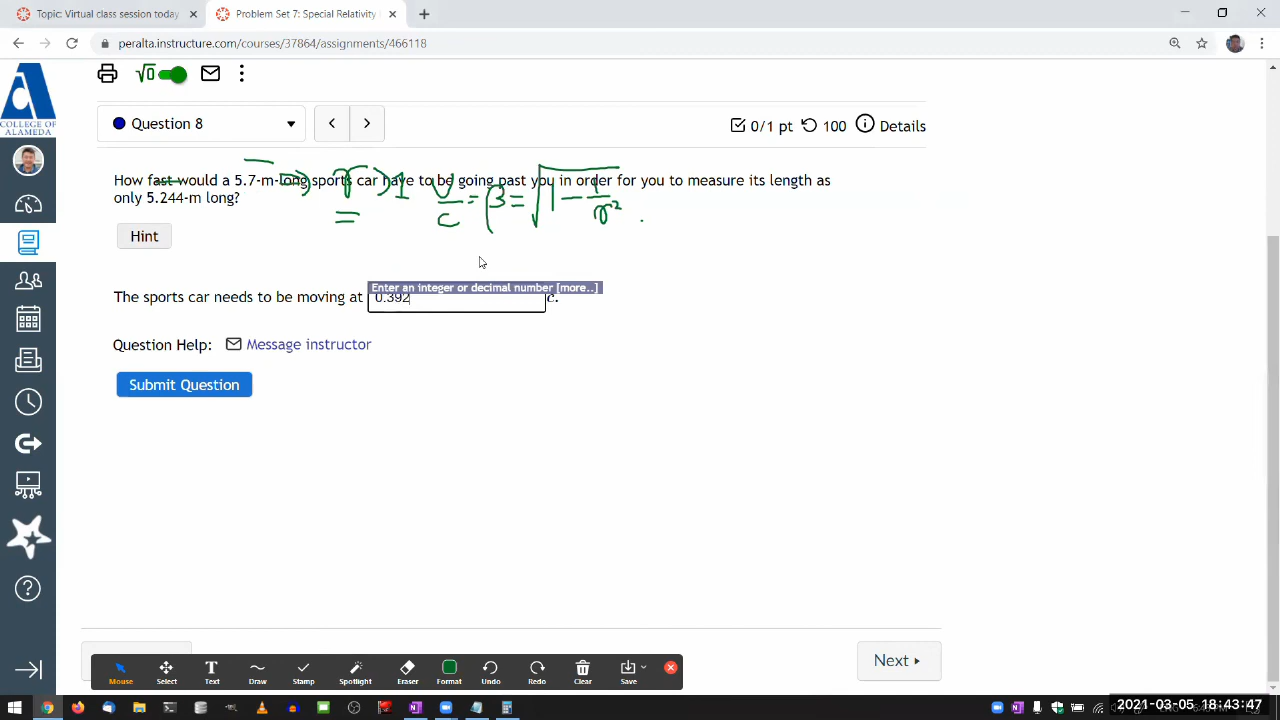 Topic: Virtual class session today
Problem Set 7: Special Relativity
peralta.instructure.com/courses/37864/assignments/466118
COLLEGE OF
ALAMEDA
√0
Question 8
0/1 pt 100 Details
How fast would a 5.7-m-long sports car have to be going past you in order for you to measure its length as
only 5.244-m long?
⇒ γ > 1 v/c = β = √(1 − 1/γ²)
Hint
Enter an integer or decimal number [more..]
The sports car needs to be moving at 0.392 c.
Question Help: Message instructor
Submit Question
Next
Mouse Select Text Draw Stamp Spotlight Eraser Format Undo Redo Clear Save
2021-03-05 18:43:47